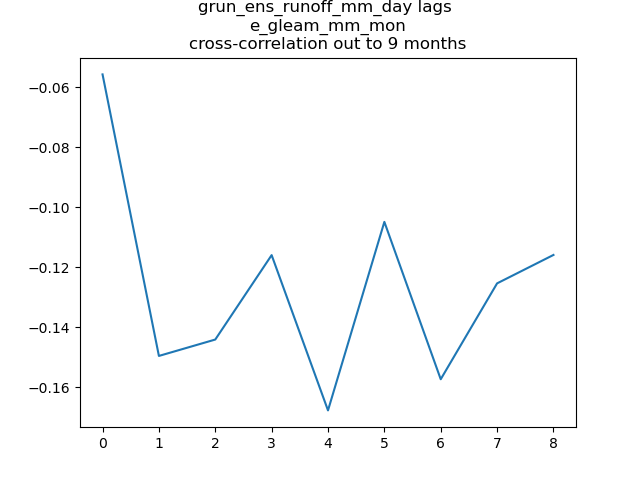 grun_ens_runoff_mm_day lags
e_gleam_mm_mon
cross-correlation out to 9 months
−0.06
−0.08
−0.10
−0.12
−0.14
−0.16
0 1 2 3 4 5 6 7 8